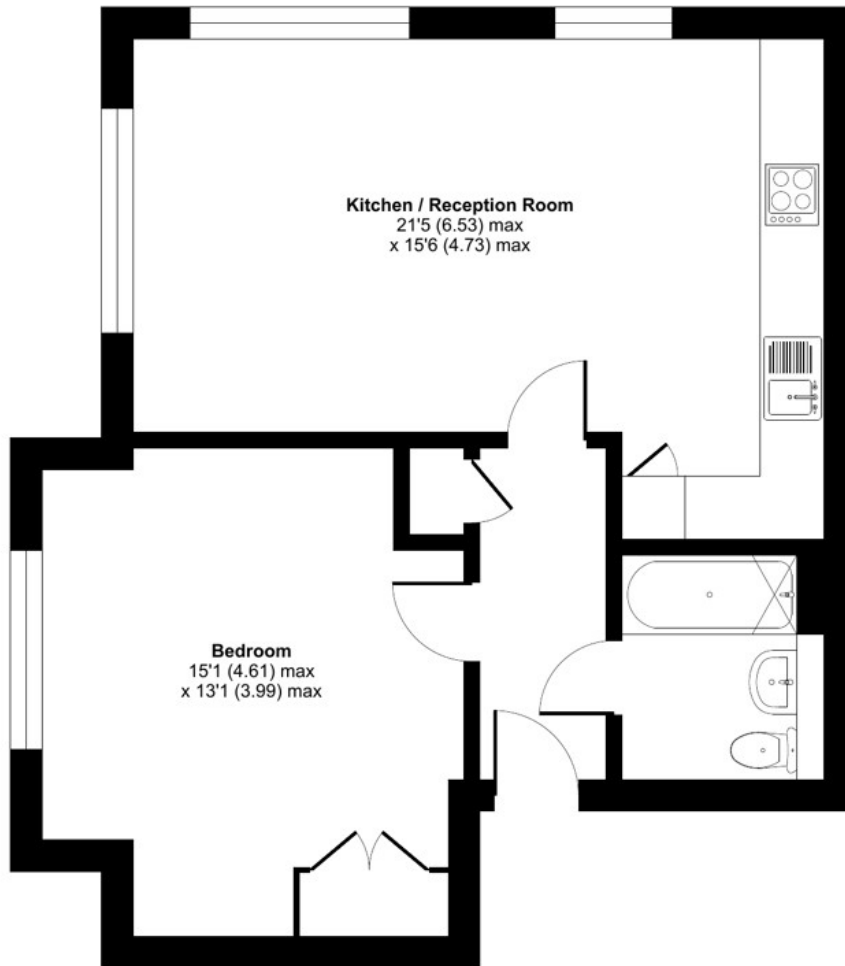 Kitchen / Reception Room
21'5 (6.53) max
x 15'6 (4.73) max
Bedroom
15'1 (4.61) max
x 13'1 (3.99) max